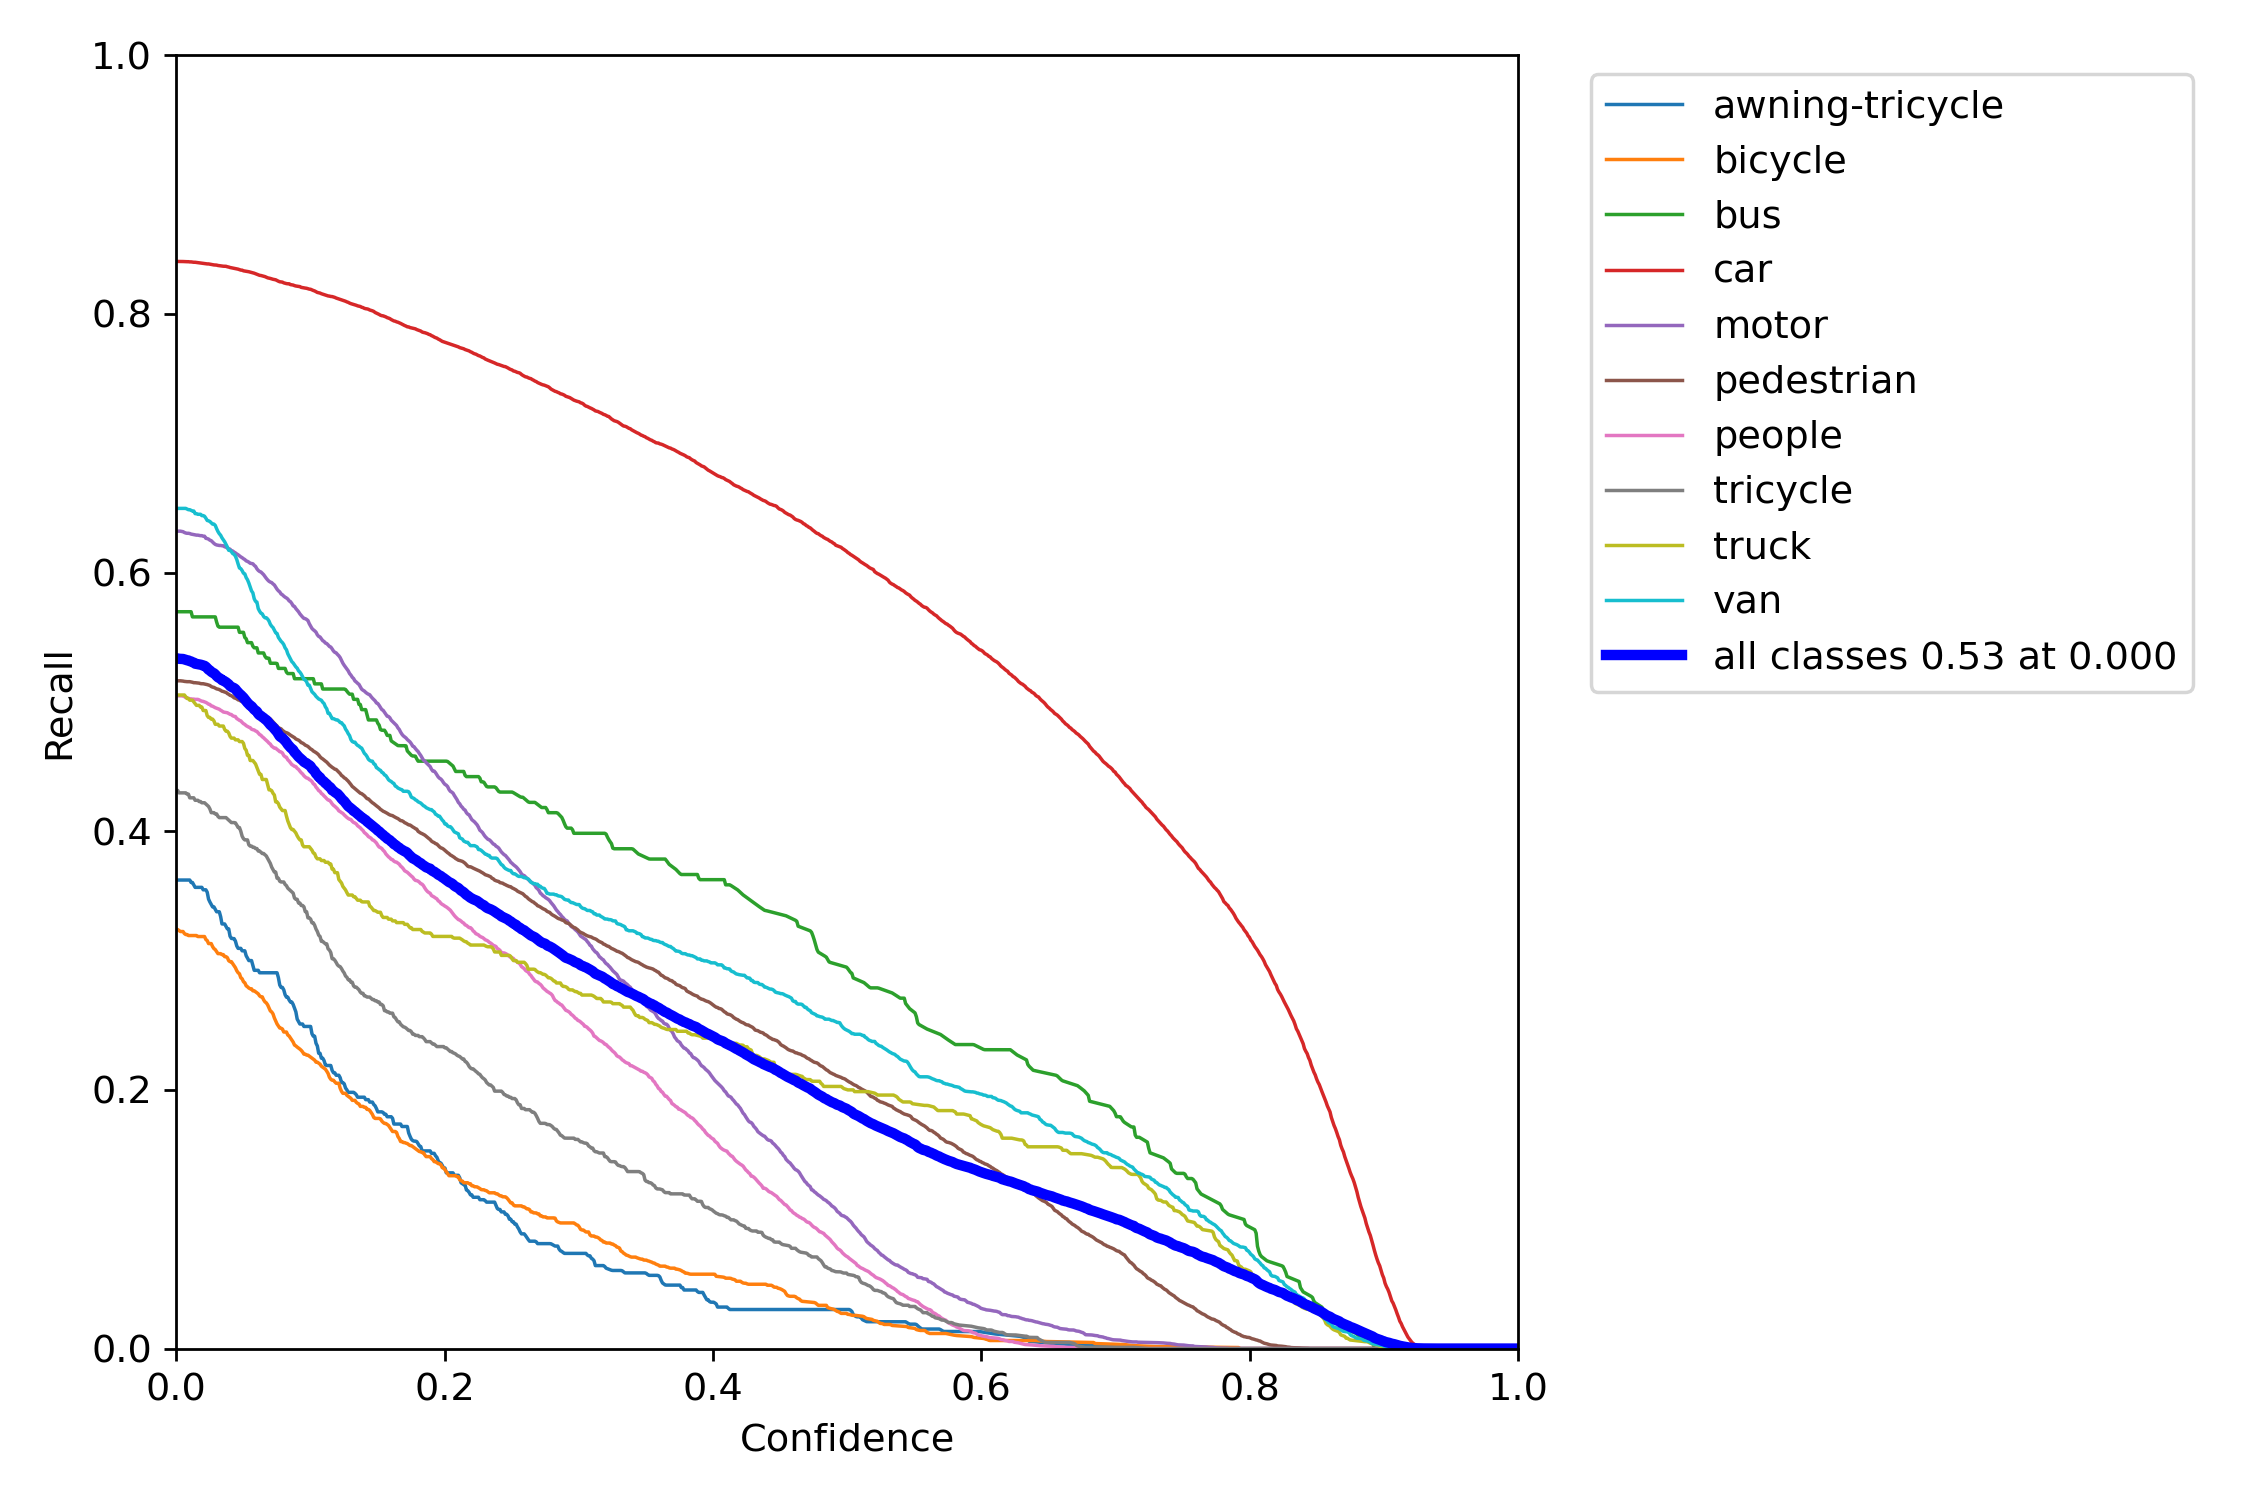 1.0
0.8
0.6
0.4
0.2
0.0
Recall
0.0 0.2 0.4 0.6 0.8 1.0
Confidence
awning-tricycle
bicycle
bus
car
motor
pedestrian
people
tricycle
truck
van
all classes 0.53 at 0.000